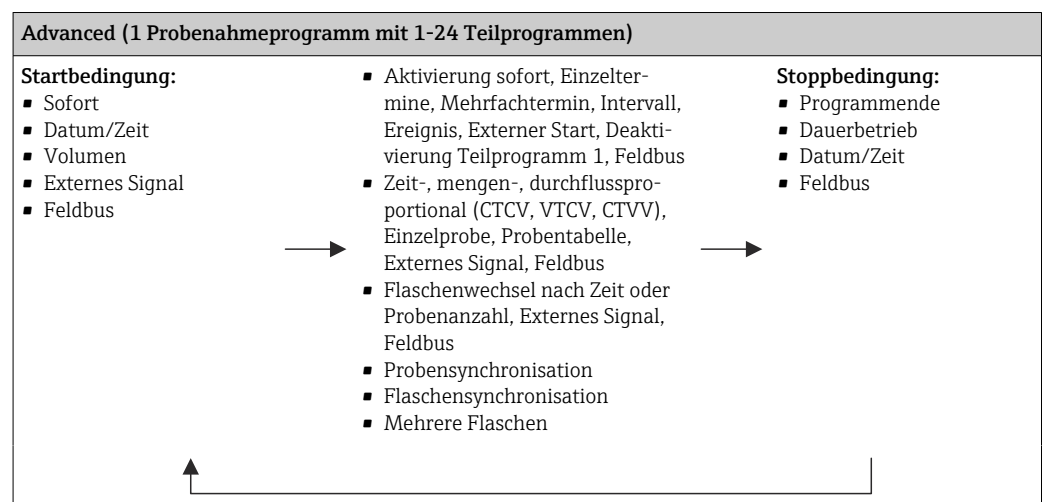 Advanced (1 Probenahmeprogramm mit 1-24 Teilprogrammen)
Startbedingung:
▪ Sofort
▪ Datum/Zeit
▪ Volumen
▪ Externes Signal
▪ Feldbus
▪ Aktivierung sofort, Einzelter-
mine, Mehrfachtermin, Intervall,
Ereignis, Externer Start, Deakti-
vierung Teilprogramm 1, Feldbus
▪ Zeit-, mengen-, durchflusspro-
portional (CTCV, VTCV, CTVV),
Einzelprobe, Probentabelle,
Externes Signal, Feldbus
▪ Flaschenwechsel nach Zeit oder
Probenanzahl, Externes Signal,
Feldbus
▪ Probensynchronisation
▪ Flaschensynchronisation
▪ Mehrere Flaschen
Stoppbedingung:
▪ Programmende
▪ Dauerbetrieb
▪ Datum/Zeit
▪ Feldbus